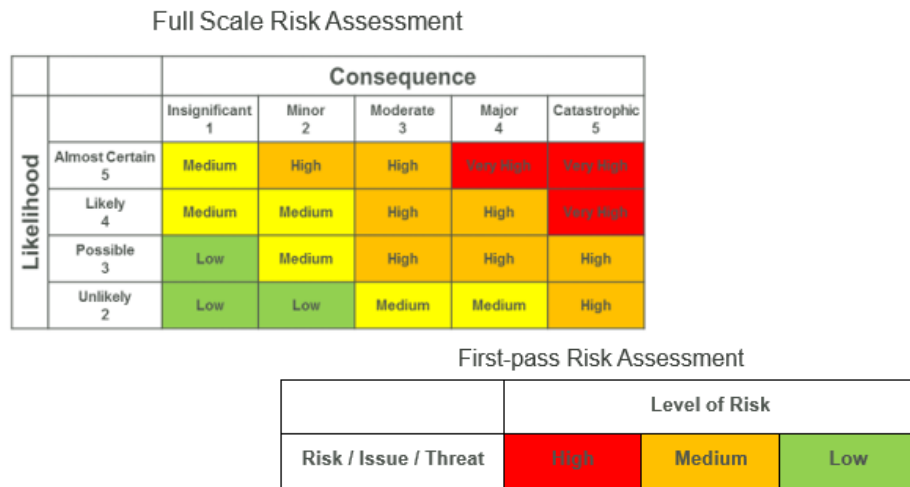 Full Scale Risk Assessment
Consequence
Likelihood
Insignificant Minor Moderate Major Catastrophic
1 2 3 4 5
Almost Certain
5
Medium High High Very High Very High
Likely
4
Medium Medium High High Very High
Possible
3
Low Medium High High High
Unlikely
2
Low Low Medium Medium High
First-pass Risk Assessment
Level of Risk
Risk / Issue / Threat High Medium Low